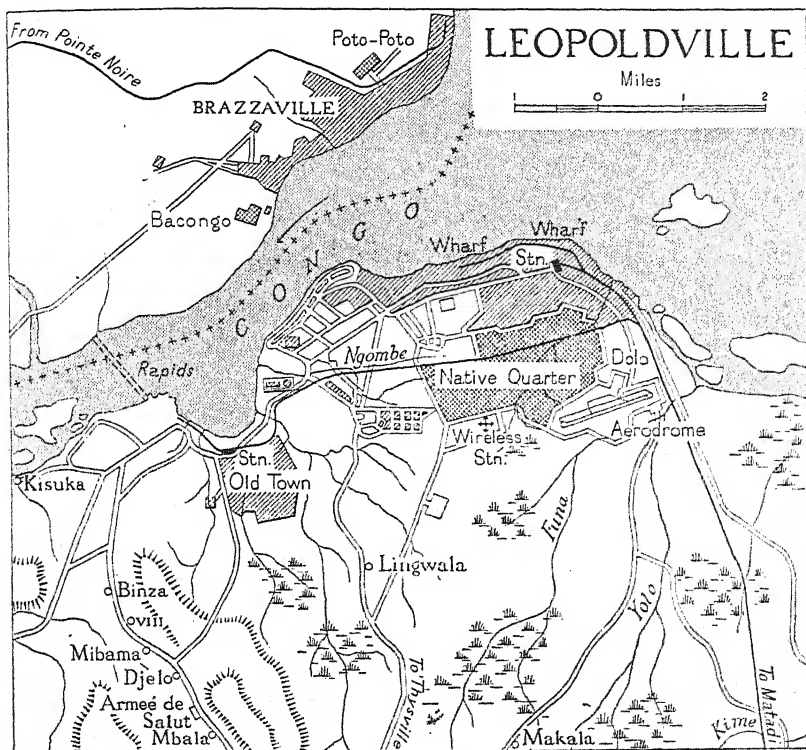 From Pointe Noire
Poto-Poto
LEOPOLDVILLE
Miles
1 0 1 2
BRAZZAVILLE
Bacongo
CONGO
Wharf
Wharf
Stn.
Rapids
Ngombe
Dolo
Native Quarter
Aerodrome
Wireless
Stn.
Stn.
Old Town
Kisuka
Funa
Lingwala
Binza
VIII
Yolo
Mibama
Djelo
Armeé de
Salut
Mbala
To Thysville
To Matadi
Kime
Makala